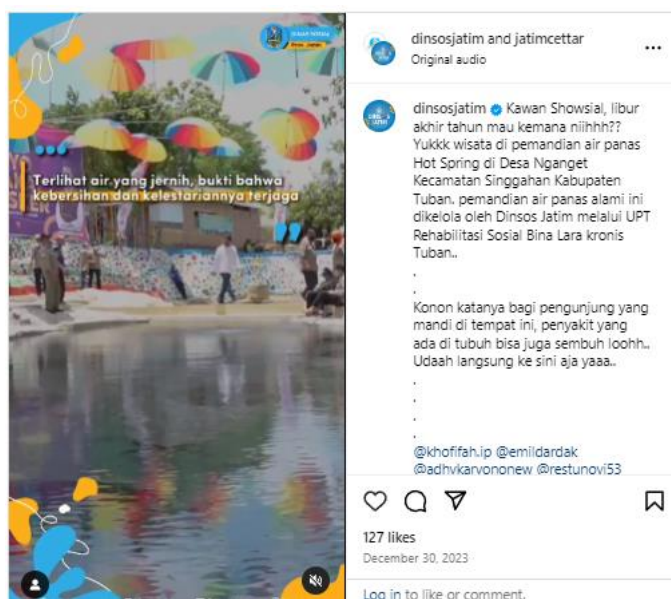 Terlihat air yang jernih, bukti bahwa
kebersihan dan kelestariannya terjaga
dinsosjatim and jatimcettar
Original audio
dinsosjatim Kawan Showsial, libur
akhir tahun mau kemana niihhh??
Yukkk wisata di pemandian air panas
Hot Spring di Desa Nganget
Kecamatan Singgahan Kabupaten
Tuban. pemandian air panas alami ini
dikelola oleh Dinsos Jatim melalui UPT
Rehabilitasi Sosial Bina Lara kronis
Tuban..
.
.
Konon katanya bagi pengunjung yang
mandi di tempat ini, penyakit yang
ada di tubuh bisa juga sembuh loohh..
Udaah langsung ke sini aja yaaa..
.
.
.
.
@khofifah.ip @emildardak
@adhykaryononew @restunovi53
127 likes
December 30, 2023
Log in to like or comment.